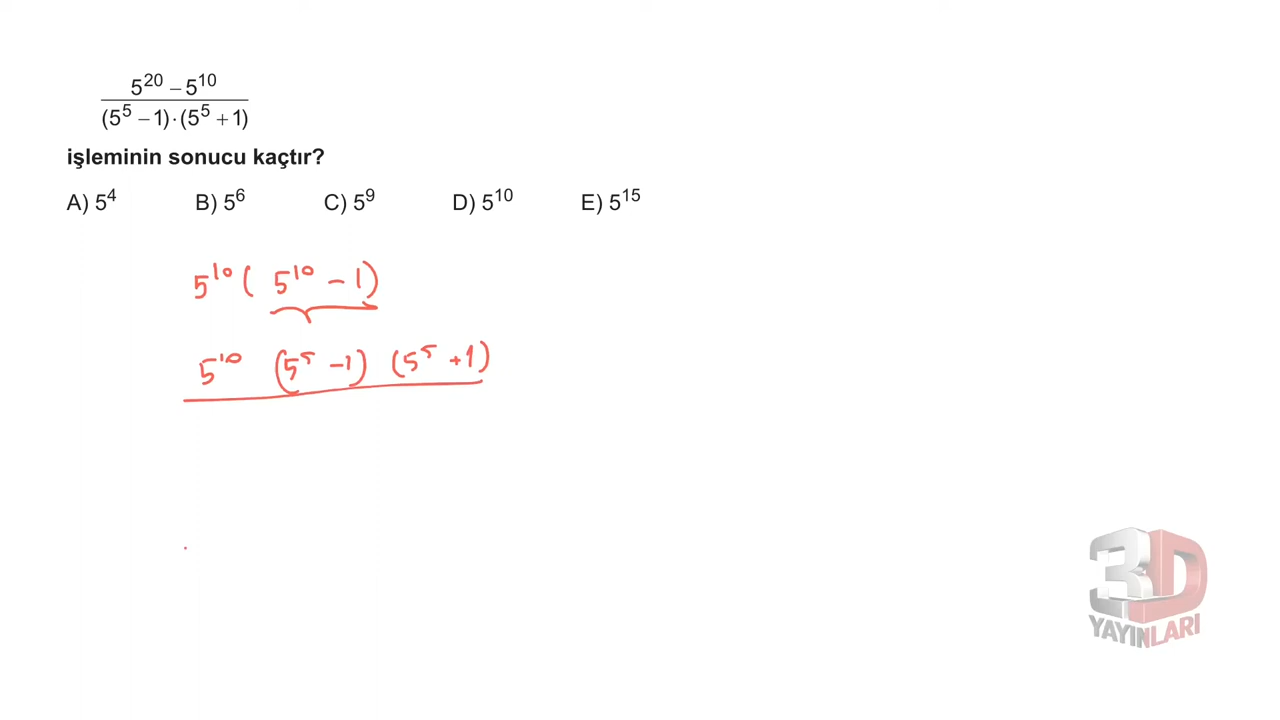 5^20 – 5^10
(5^5 – 1) · (5^5 + 1)
işleminin sonucu kaçtır?
A) 5^4 B) 5^6 C) 5^9 D) 5^10 E) 5^15
5^10 ( 5^10 – 1)
5^10 (5^5 – 1) (5^5 + 1)
3D
YAYINLARI